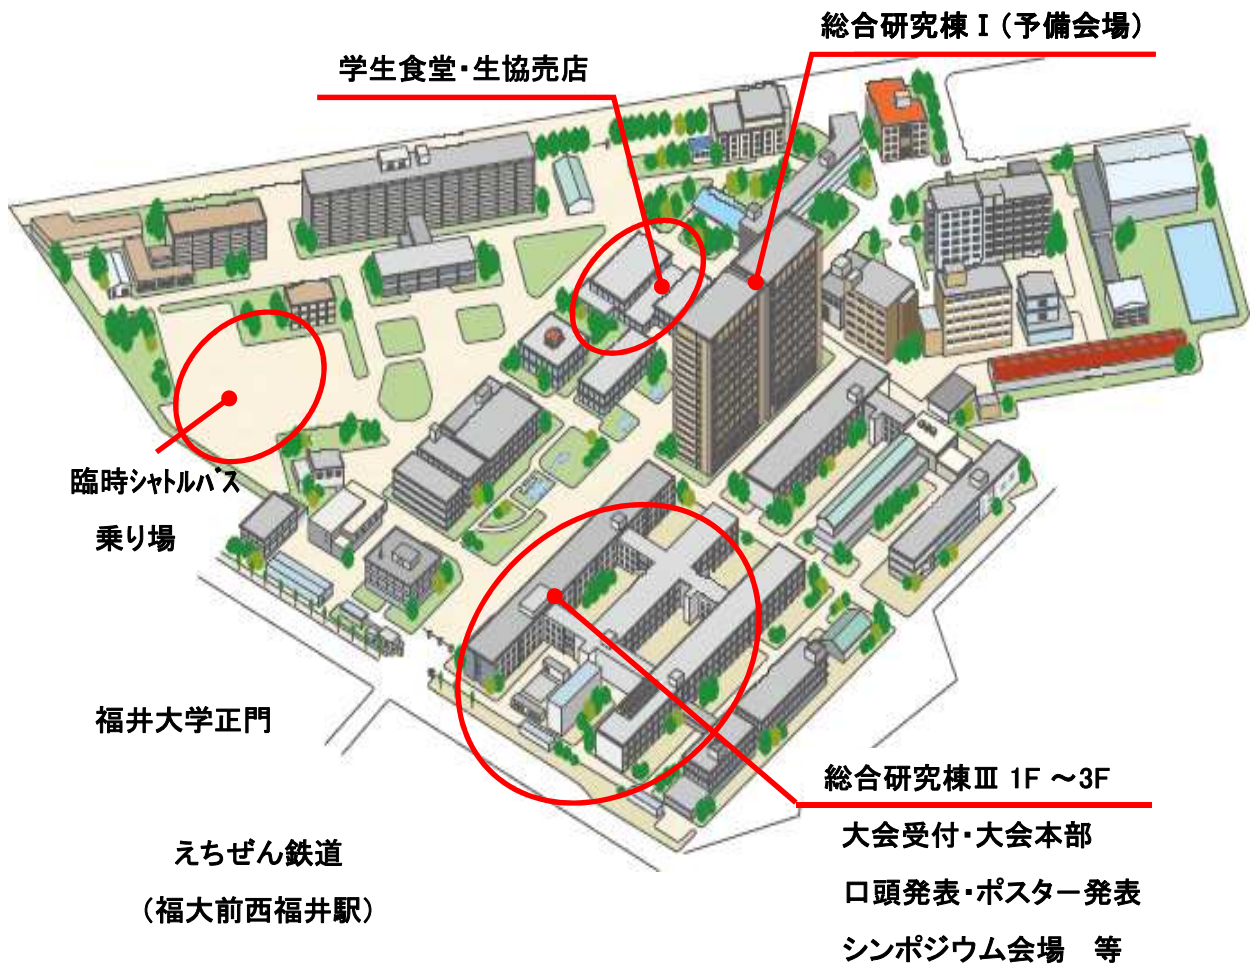 総合研究棟Ⅰ（予備会場）
学生食堂・生協売店
臨時シャトルバス
乗り場
福井大学正門
えちぜん鉄道
（福大前西福井駅）
総合研究棟Ⅲ 1F ～3F
大会受付・大会本部
口頭発表・ポスター発表
シンポジウム会場　等